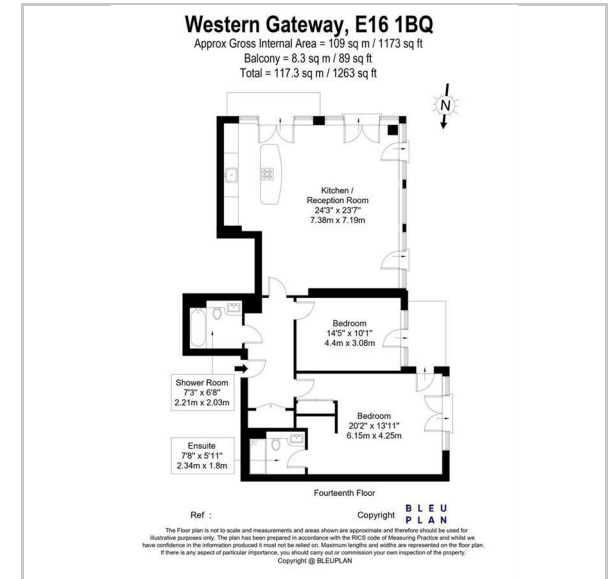 Western Gateway, E16 1BQ
Approx Gross Internal Area = 109 sq m / 1173 sq ft
Balcony = 8.3 sq m / 89 sq ft
Total = 117.3 sq m / 1263 sq ft
N
Kitchen /
Reception Room
24'3" x 23'7"
7.38m x 7.19m
Bedroom
14'5" x 10'1"
4.4m x 3.08m
Shower Room
7'3" x 6'8"
2.21m x 2.03m
Bedroom
20'2" x 13'11"
6.15m x 4.25m
Ensuite
7'8" x 5'11"
2.34m x 1.8m
Fourteenth Floor
Ref :
Copyright
BLEU
PLAN
The Floor plan is not to scale and measurements and areas shown are approximate and therefore should be used for
illustrative purposes only. The plan has been prepared in accordance with the RICS code of Measuring Practice and whilst we
have confidence in the information produced it must not be relied on. Maximum lengths and widths are represented on the floor plan.
If there is any aspect of particular importance, you should carry out or commission your own inspection of the property.
Copyright @ BLEUPLAN